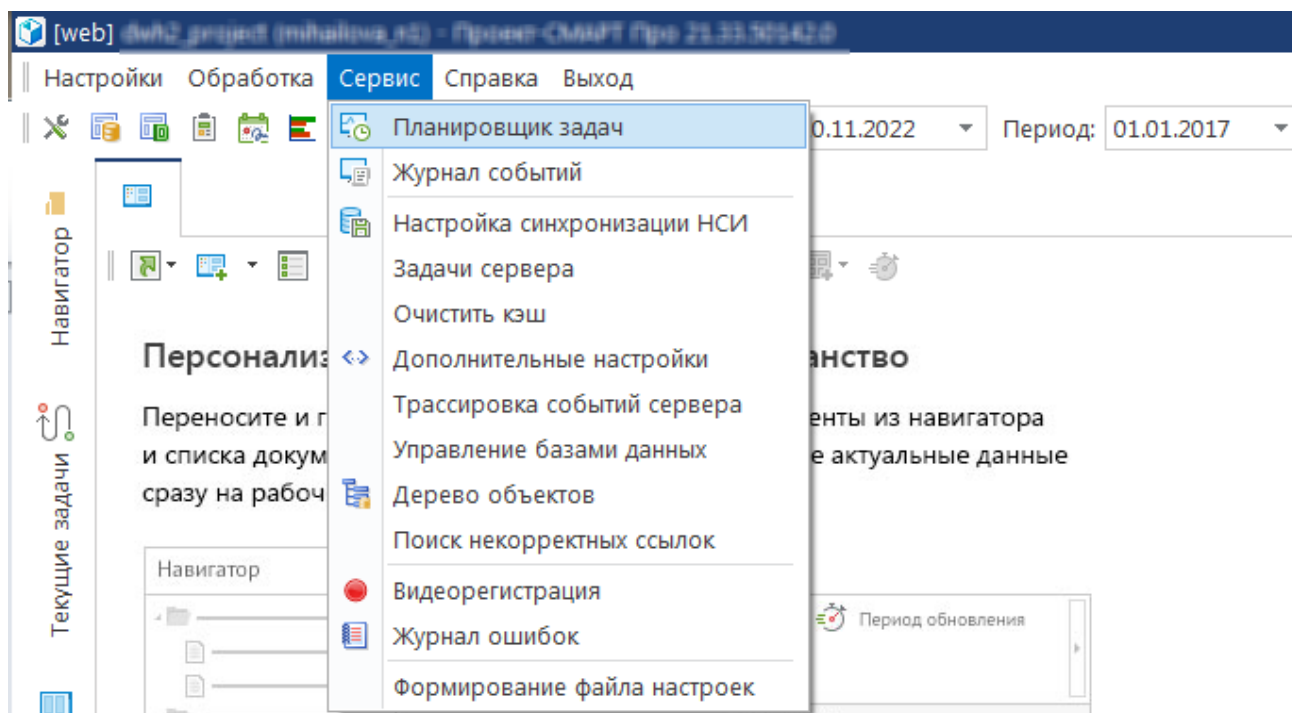 [web]
Настройки Обработка Сервис Справка Выход
Планировщик задач
0.11.2022 Период: 01.01.2017
Журнал событий
Настройка синхронизации НСИ
Задачи сервера
Очистить кэш
Дополнительные настройки
Трассировка событий сервера
Управление базами данных
Дерево объектов
Поиск некорректных ссылок
Видеорегистрация
Журнал ошибок
Формирование файла настроек
Навигатор
Текущие задачи
Персонализ анство
Переносите и г енты из навигатора
и списка докум е актуальные данные
сразу на рабоч
Навигатор
Период обновления